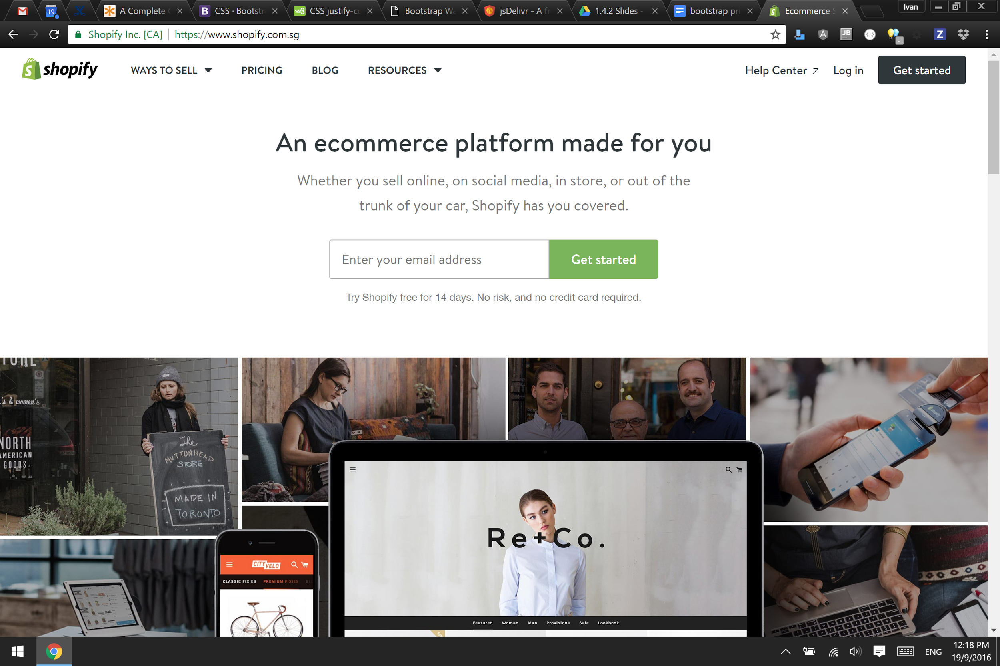 19
A Complete
CSS · Bootstr
CSS justify-co
Bootstrap Wa
jsDelivr - A fr
1.4.2 Slides -
bootstrap pri
Ecommerce S
Ivan
Shopify Inc. [CA]
https://www.shopify.com.sg
shopify
WAYS TO SELL
PRICING
BLOG
RESOURCES
Help Center
Log in
Get started
An ecommerce platform made for you
Whether you sell online, on social media, in store, or out of the
trunk of your car, Shopify has you covered.
Enter your email address
Get started
Try Shopify free for 14 days. No risk, and no credit card required.
's & women's
NORTH
AMERICAN
GOODS
The
MUTTONHEAD
STORE
MADE IN
TORONTO
shopify
CITY VELO
CLASSIC FIXIES
PREMIUM FIXIES
Re+Co.
Featured
Woman
Man
Provisions
Sale
Lookbook
Sale
ENG
12:18 PM
19/9/2016